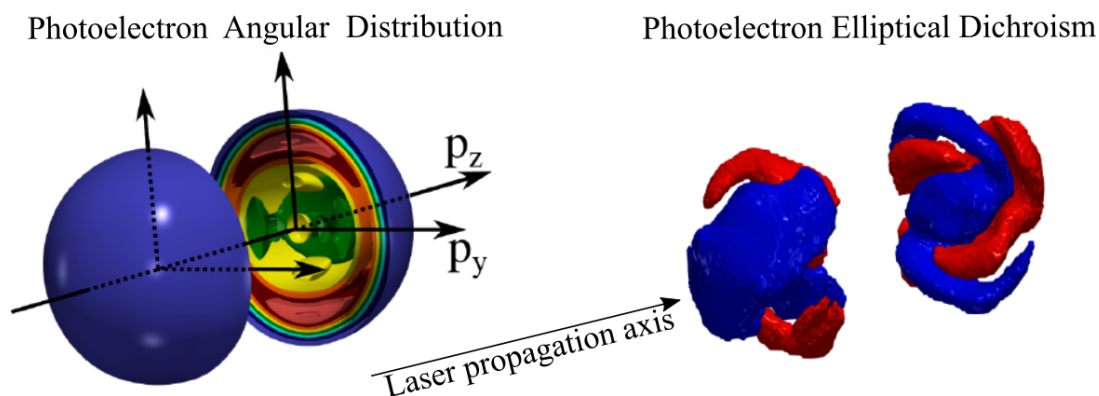 Photoelectron Angular Distribution
Photoelectron Elliptical Dichroism
p_z
p_y
Laser propagation axis